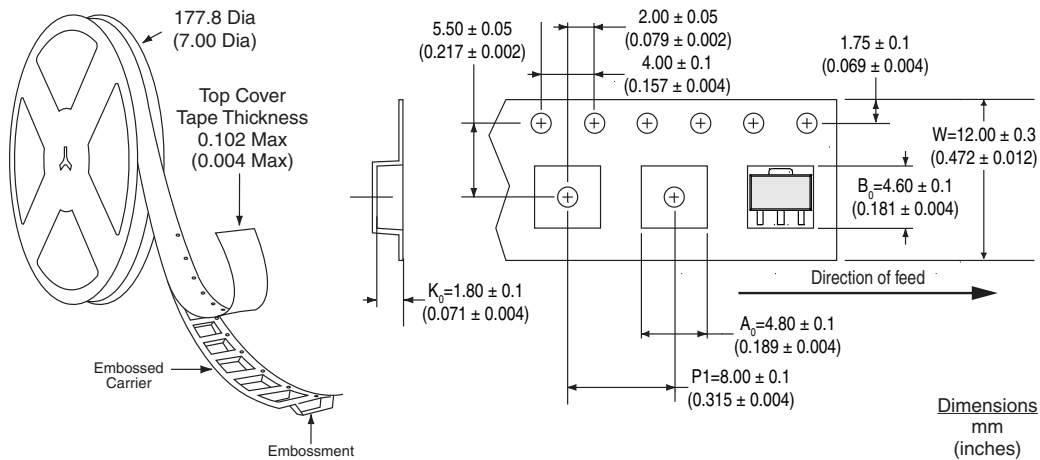 177.8 Dia
(7.00 Dia)
Top Cover
Tape Thickness
0.102 Max
(0.004 Max)
Embossed
Carrier
Embossment
5.50 ± 0.05
(0.217 ± 0.002)
2.00 ± 0.05
(0.079 ± 0.002)
4.00 ± 0.1
(0.157 ± 0.004)
1.75 ± 0.1
(0.069 ± 0.004)
W=12.00 ± 0.3
(0.472 ± 0.012)
B₀=4.60 ± 0.1
(0.181 ± 0.004)
Direction of feed
K₀=1.80 ± 0.1
(0.071 ± 0.004)
A₀=4.80 ± 0.1
(0.189 ± 0.004)
P1=8.00 ± 0.1
(0.315 ± 0.004)
Dimensions
mm
(inches)